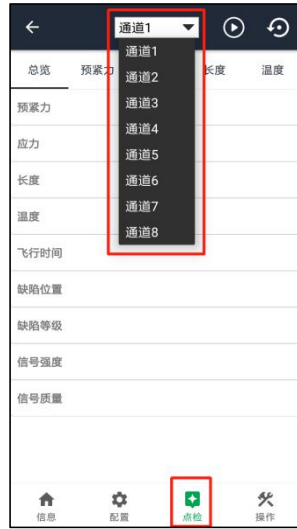 通道1
总览 预紧力 长度 温度
通道1
通道2
通道3
通道4
通道5
通道6
通道7
通道8
预紧力
应力
长度
温度
飞行时间
缺陷位置
缺陷等级
信号强度
信号质量
信息 配置 点检 操作